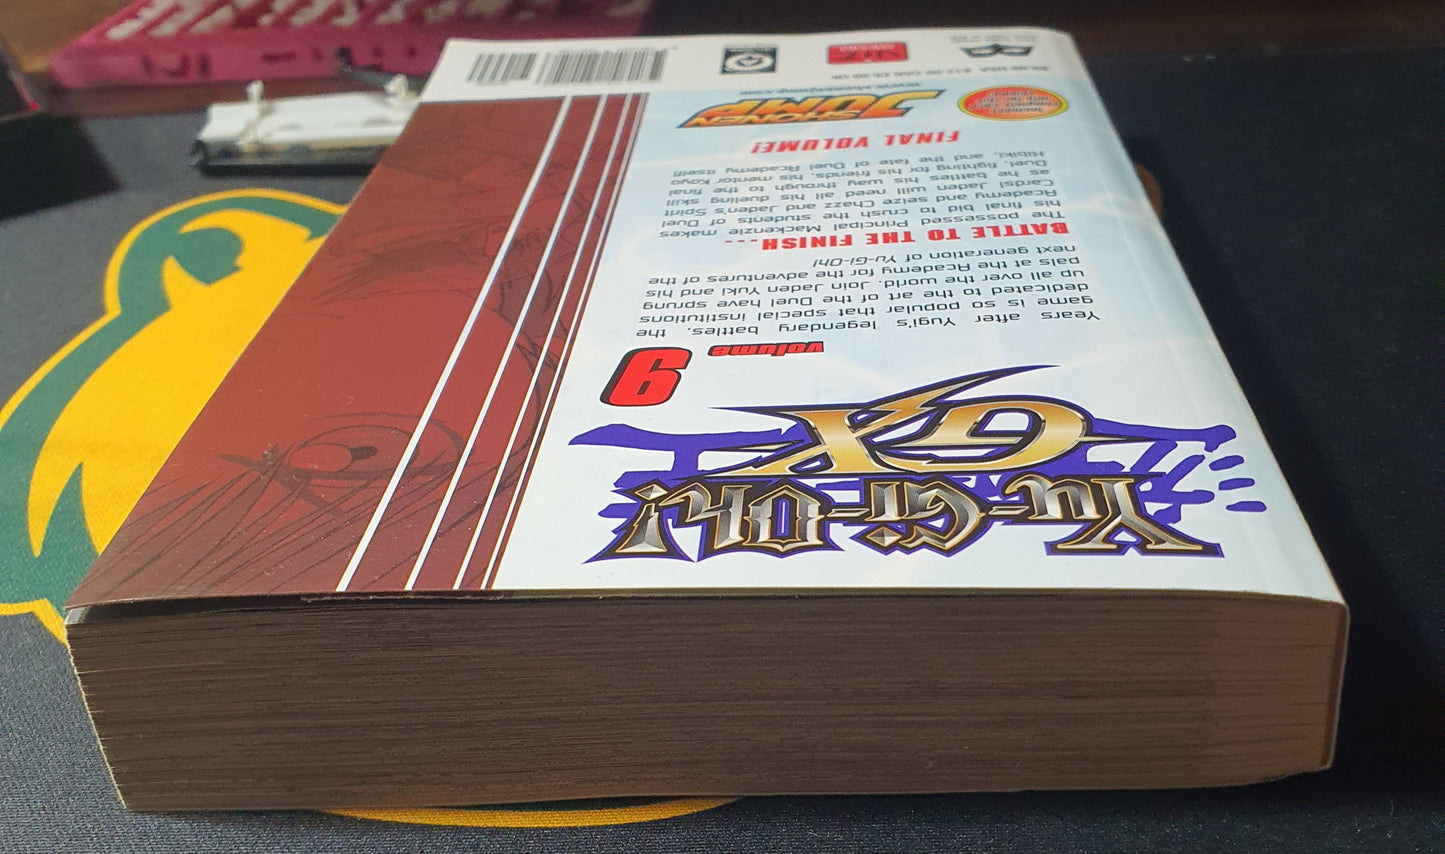 Yu-Gi-Oh!
GX
volume 9
Years after Yugi's legendary battles, the
game is so popular that special institutions
dedicated to the art of the Duel have sprung
up all over the world. Join Jaden Yuki and his
pals at the Academy for the adventures of the
next generation of Yu-Gi-Oh!
BATTLE TO THE FINISH...
The possessed Principal Mackenzie makes
his final bid to crush the students of Duel
Academy and seize Chazz and Jaden's Spirit
Cards! Jaden will need all his dueling skill
as he battles his way through to the final
Duel, fighting for his friends, his mentor Koyo
Hibiki, and the fate of Duel Academy itself!
FINAL VOLUME!
SHONEN
JUMP
www.shonenjump.com